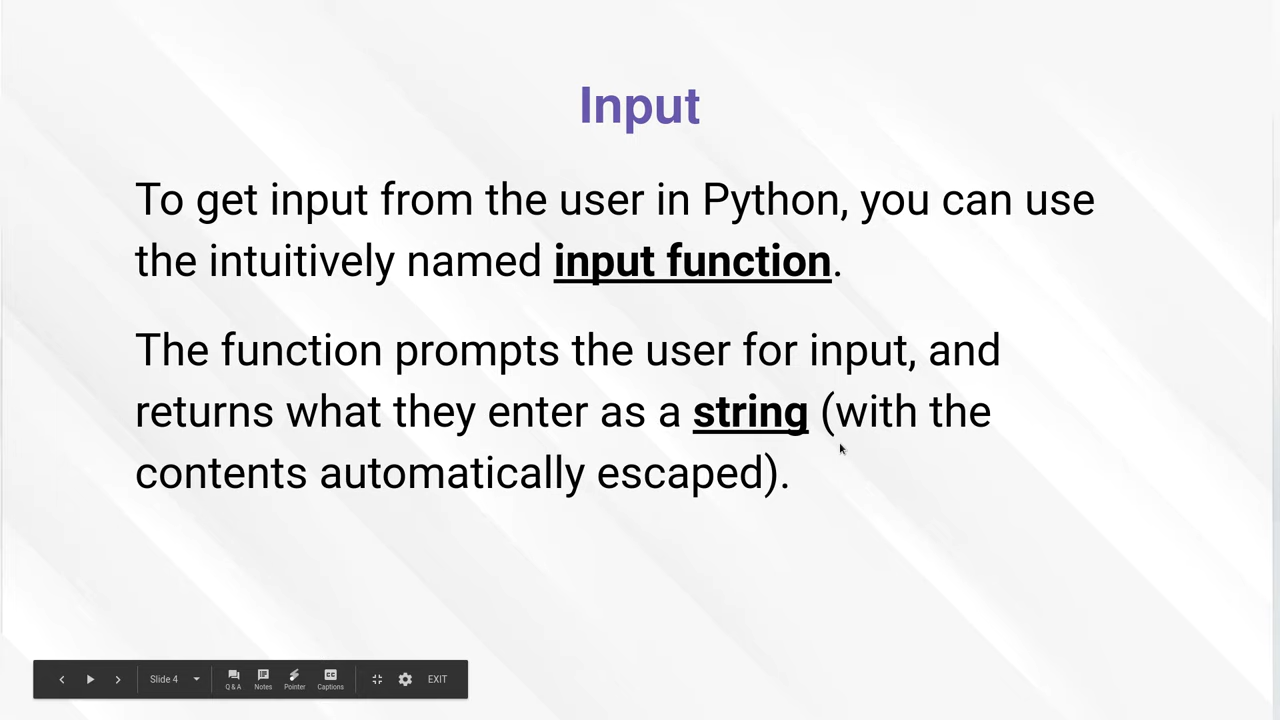 Input
To get input from the user in Python, you can use
the intuitively named input function.
The function prompts the user for input, and
returns what they enter as a string (with the
contents automatically escaped).
Slide 4
Q & A
Notes
Pointer
CC
Captions
EXIT